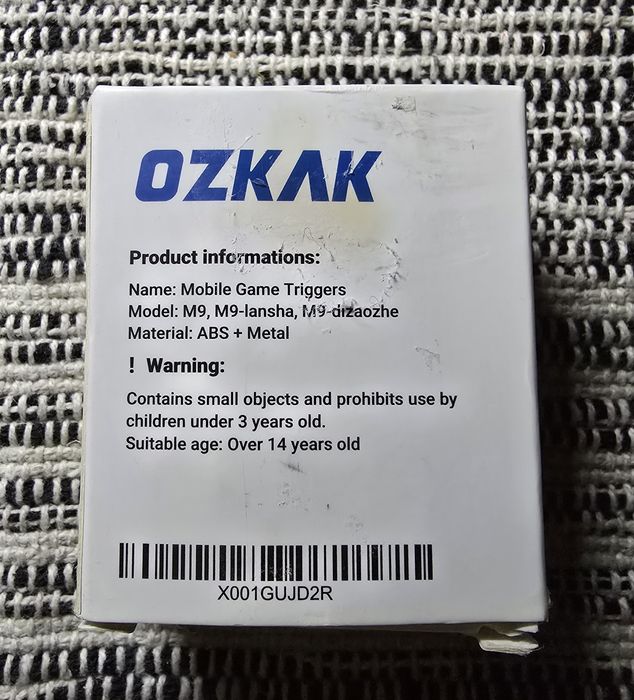 OZKAK
Product informations:
Name: Mobile Game Triggers
Model: M9, M9-lansha, M9-dizaozhe
Material: ABS + Metal
! Warning:
Contains small objects and prohibits use by
children under 3 years old.
Suitable age: Over 14 years old
X001GUJD2R